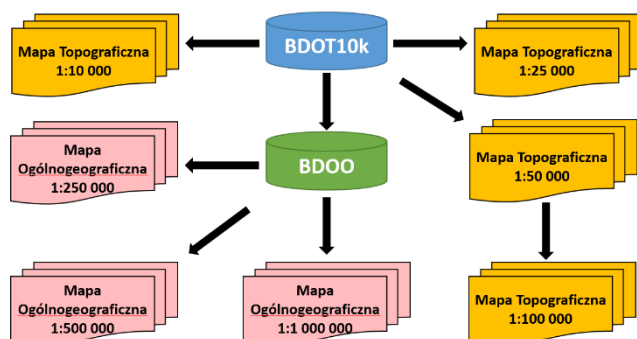 Mapa Topograficzna
1:10 000
BDOT10k
Mapa Topograficzna
1:25 000
Mapa
Ogólnogeograficzna
1:250 000
BDOO
Mapa Topograficzna
1:50 000
Mapa
Ogólnogeograficzna
1:500 000
Mapa
Ogólnogeograficzna
1:1 000 000
Mapa Topograficzna
1:100 000